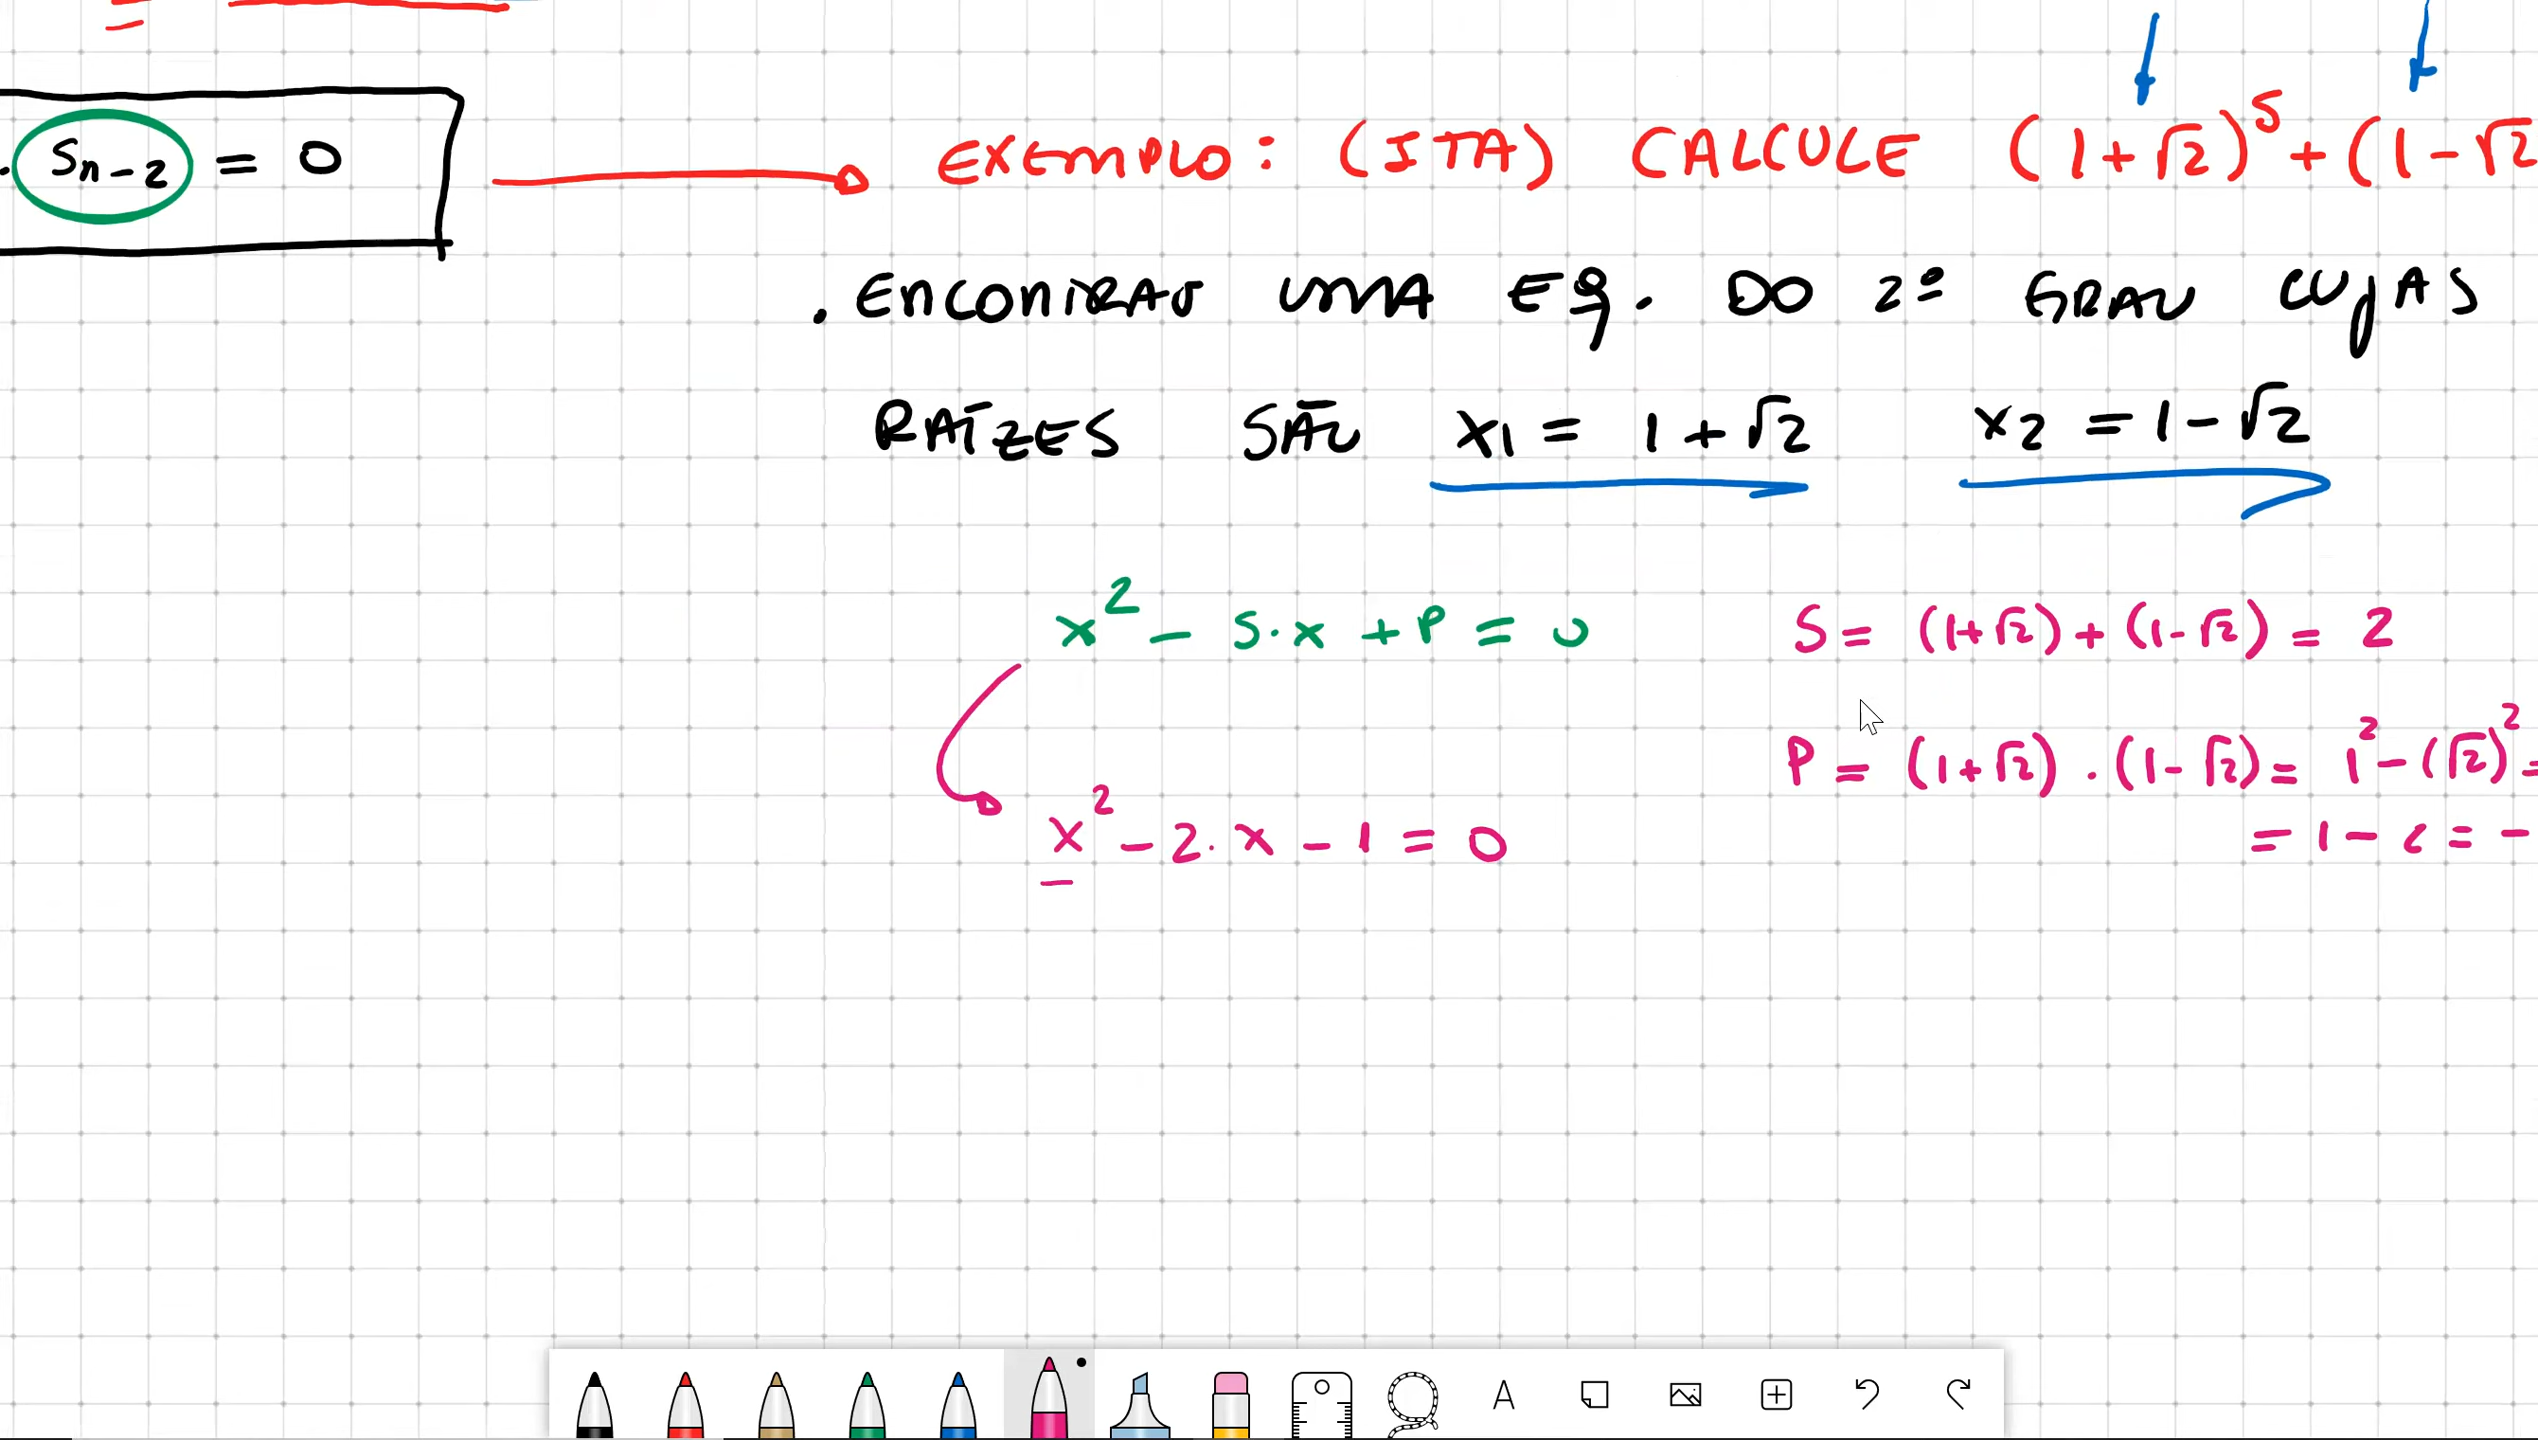 . Sn-2 = 0
EXEMPLO: (ITA) CALCULE (1+√2)⁵ + (1-√2
. ENCONTRAR UMA EQ. DO 2º GRAU CUJAS
RAÍZES SÃO x1 = 1+√2 x2 = 1-√2
x² - S·x + P = 0
S = (1+√2) + (1-√2) = 2
P = (1+√2) · (1-√2) = 1² - (√2)² =
= 1 - 2 = -
x² - 2·x - 1 = 0
A